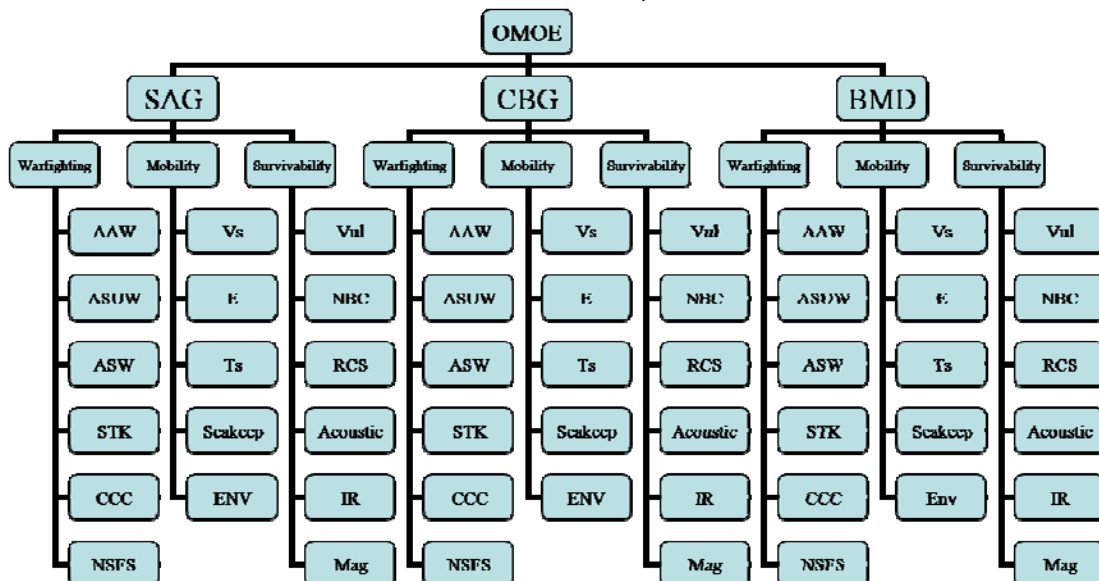 OMOE
SAG CBG BMD
Warfighting Mobility Survivability Warfighting Mobility Survivability Warfighting Mobility Survivability
AAW Vs Vul AAW Vs Vul AAW Vs Vul
ASUW E NBC ASUW E NBC ASUW E NBC
ASW Ts RCS ASW Ts RCS ASW Ts RCS
STK Seakeep Acoustic STK Seakeep Acoustic STK Seakeep Acoustic
CCC ENV IR CCC ENV IR CCC Env IR
NSFS Mag NSFS Mag NSFS Mag